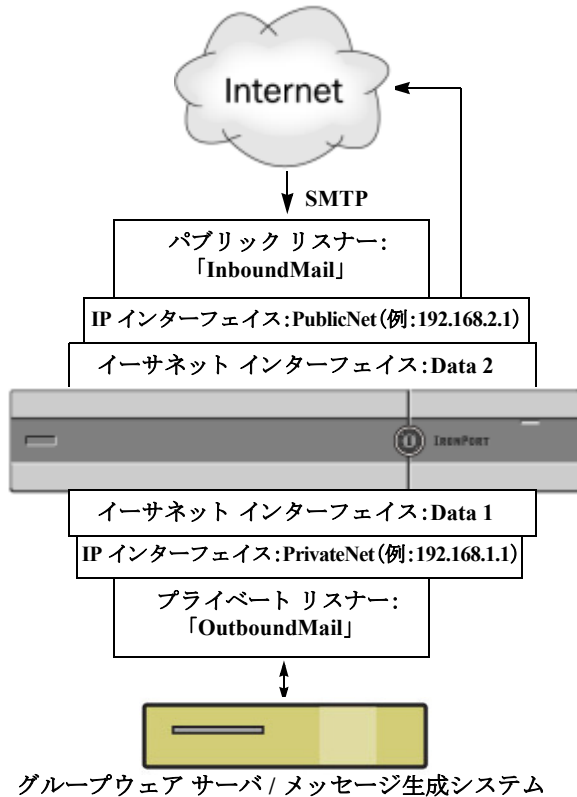 Internet
SMTP
パブリック リスナー：
「InboundMail」
IP インターフェイス：PublicNet（例：192.168.2.1）
イーサネット インターフェイス：Data 2
IRONPORT
イーサネット インターフェイス：Data 1
IP インターフェイス：PrivateNet（例：192.168.1.1）
プライベート リスナー：
「OutboundMail」
グループウェア サーバ / メッセージ生成システム